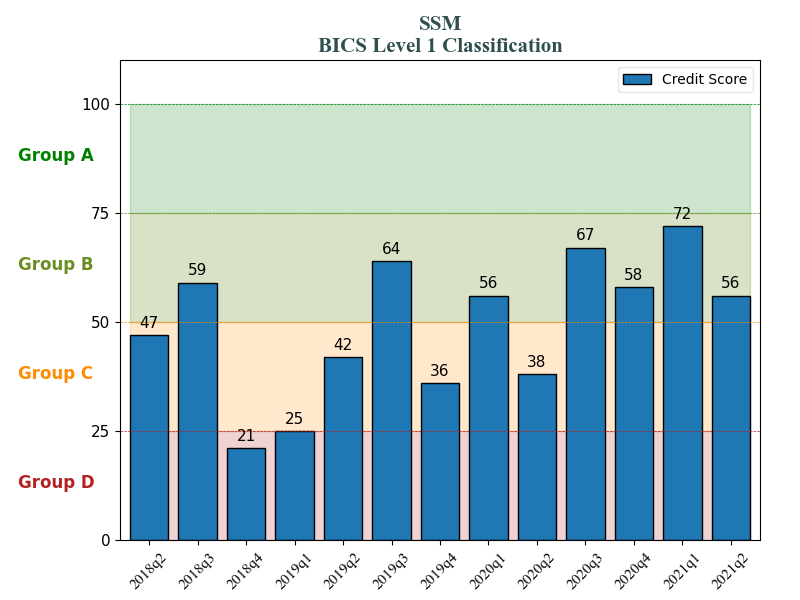 SSM
BICS Level 1 Classification
Credit Score
100
Group A
75
72
67
64
Group B
59
58
56
56
50
47
42
Group C
38
36
25
25
21
Group D
0
2018q2
2018q3
2018q4
2019q1
2019q2
2019q3
2019q4
2020q1
2020q2
2020q3
2020q4
2021q1
2021q2